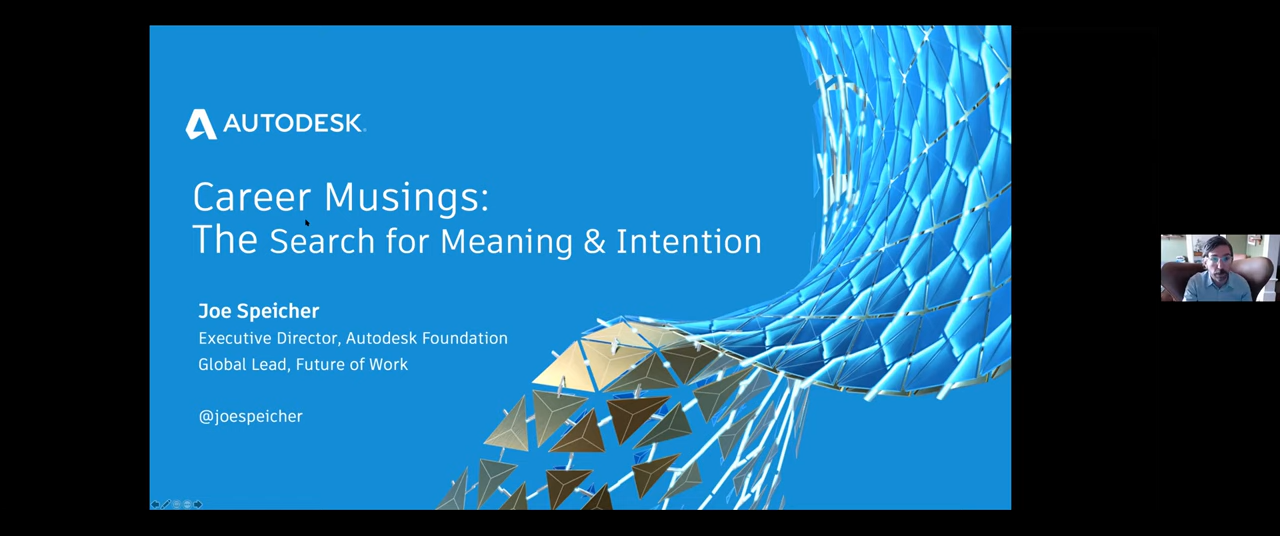 AUTODESK.
Career Musings:
The Search for Meaning & Intention
Joe Speicher
Executive Director, Autodesk Foundation
Global Lead, Future of Work
@joespeicher